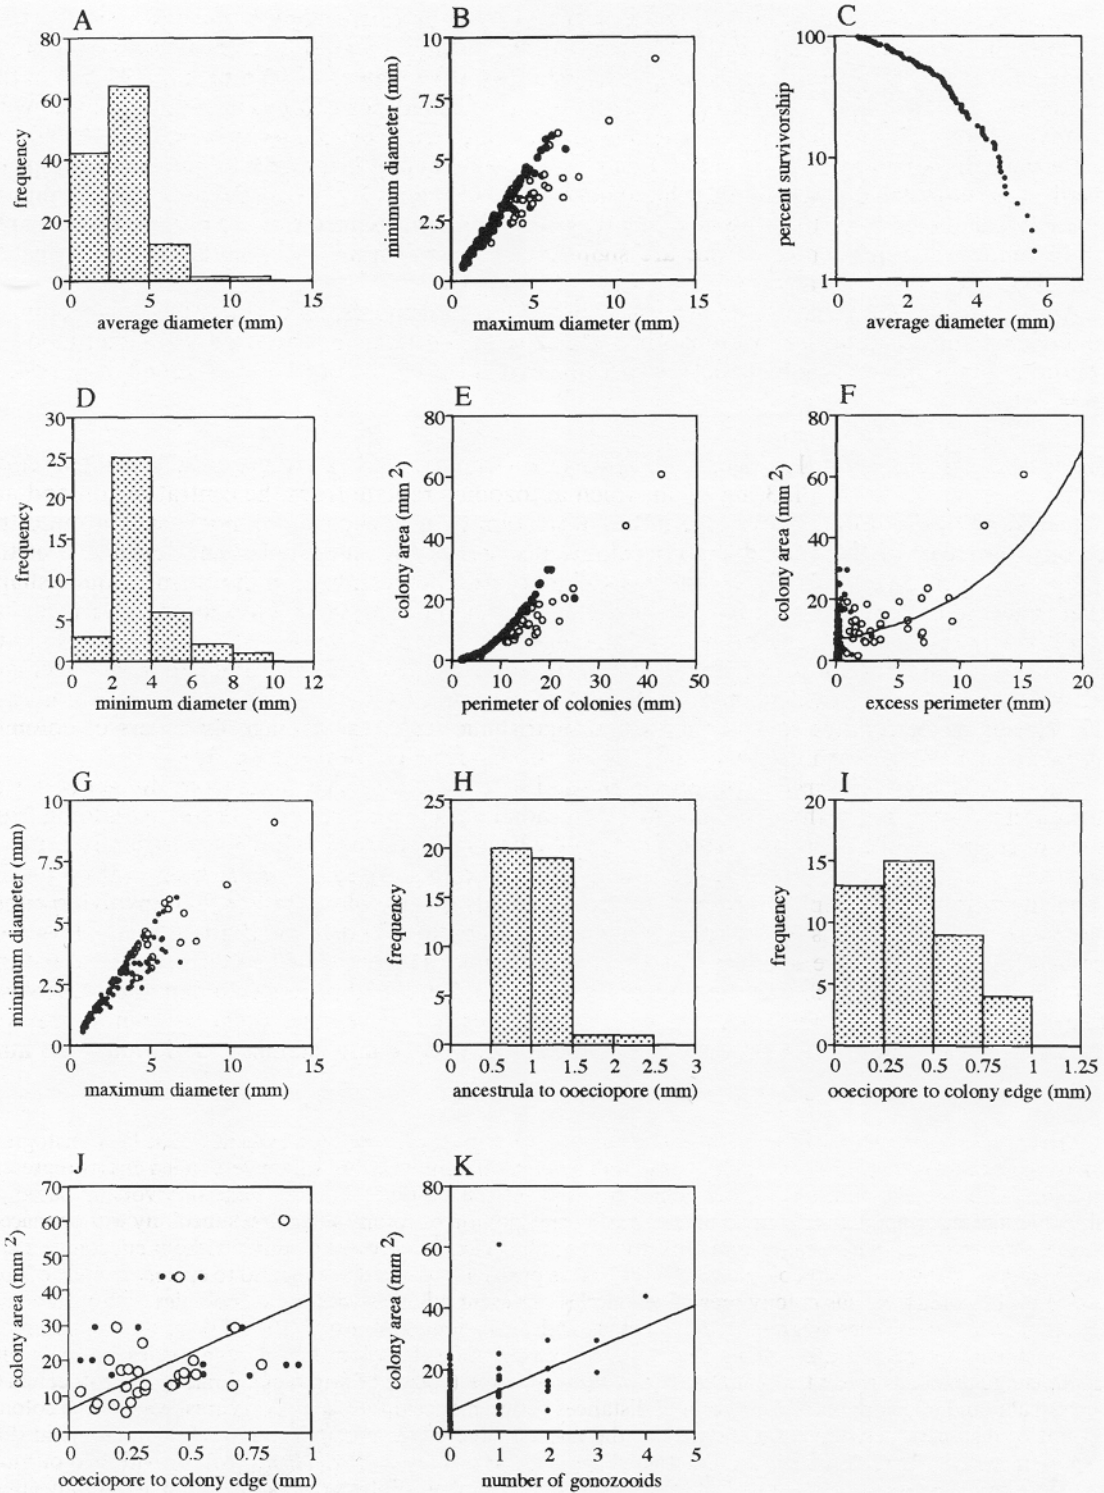 A
80
60
40
20
0
frequency
0 5 10 15
average diameter (mm)
B
10
7.5
5
2.5
0
minimum diameter (mm)
0 5 10 15
maximum diameter (mm)
C
100
10
1
percent survivorship
0 2 4 6
average diameter (mm)
D
30
25
20
15
10
5
0
frequency
0 2 4 6 8 10 12
minimum diameter (mm)
E
80
60
40
20
0
colony area (mm 2)
0 10 20 30 40 50
perimeter of colonies (mm)
F
80
60
40
20
0
colony area (mm 2)
0 5 10 15 20
excess perimeter (mm)
G
10
7.5
5
2.5
0
minimum diameter (mm)
0 5 10 15
maximum diameter (mm)
H
25
20
15
10
5
0
frequency
0 0.5 1 1.5 2 2.5 3
ancestrula to ooeciopore (mm)
I
20
15
10
5
0
frequency
0 0.25 0.5 0.75 1 1.25
ooeciopore to colony edge (mm)
J
70
60
50
40
30
20
10
0
colony area (mm 2)
0 0.25 0.5 0.75 1
ooeciopore to colony edge (mm)
K
80
60
40
20
0
colony area (mm 2)
0 1 2 3 4 5
number of gonozooids